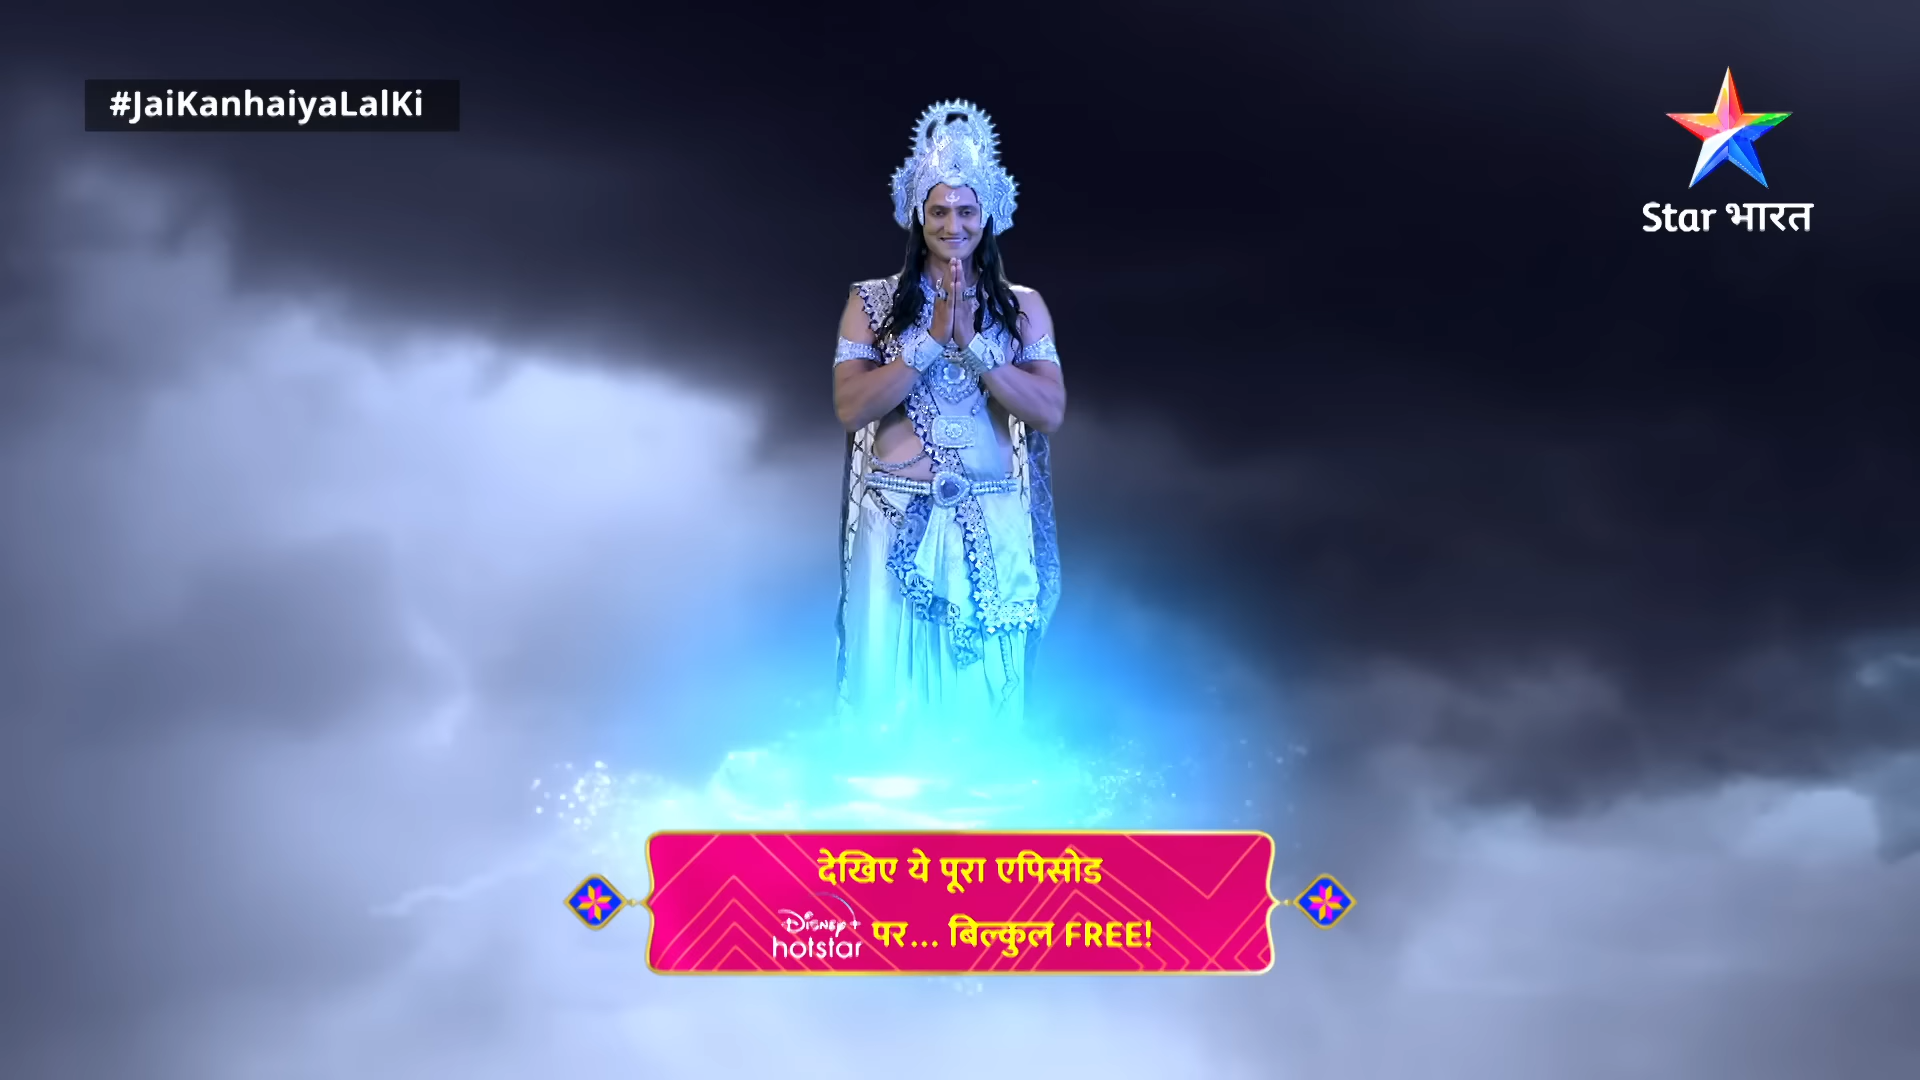 #JaiKanhaiyaLalKi
Star भारत
देखिए ये पूरा एपिसोड
Disney+ hotstar पर... बिल्कुल FREE!